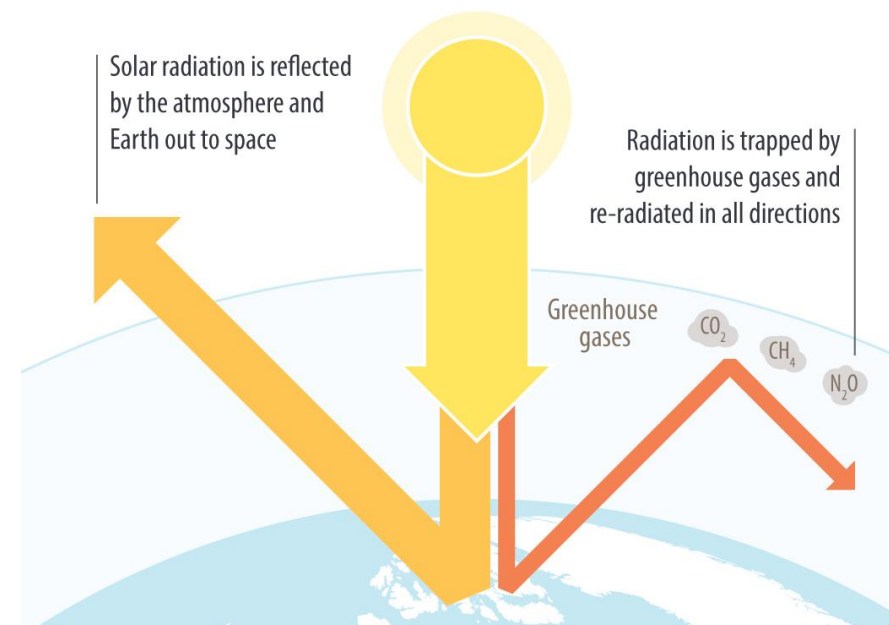 Solar radiation is reflected
by the atmosphere and
Earth out to space
Radiation is trapped by
greenhouse gases and
re-radiated in all directions
Greenhouse
gases
CO₂
CH₄
N₂O